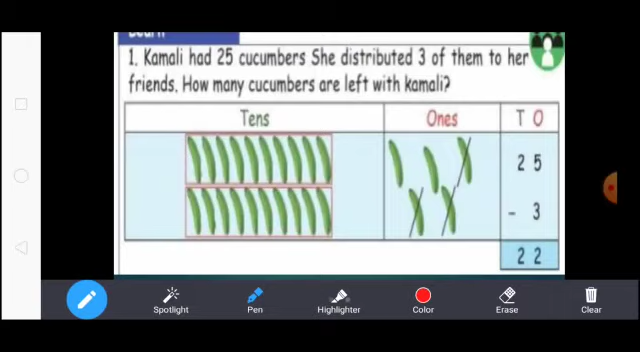 1. Kamali had 25 cucumbers She distributed 3 of them to her
friends. How many cucumbers are left with kamali?
Tens Ones T O
2 5
- 3
2 2
Spotlight Pen Highlighter Color Erase Clear